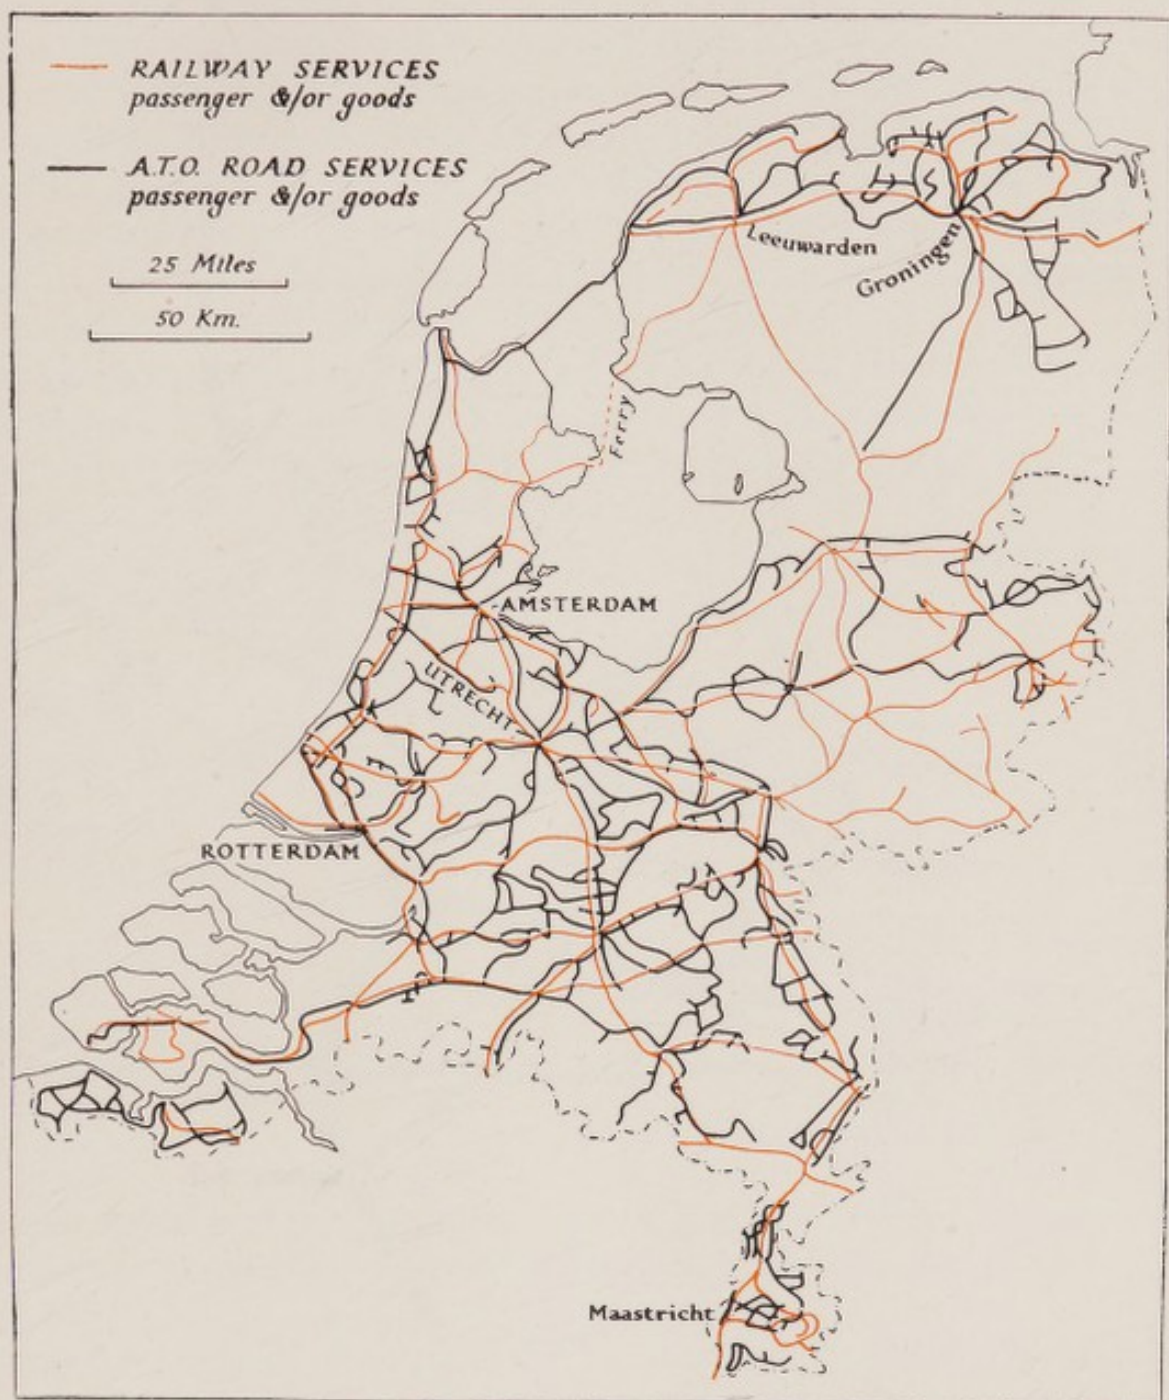 RAILWAY SERVICES
passenger &/or goods
A.T.O. ROAD SERVICES
passenger &/or goods
25 Miles
50 Km.
Leeuwarden
Groningen
Ferry
AMSTERDAM
UTRECHT
ROTTERDAM
Maastricht